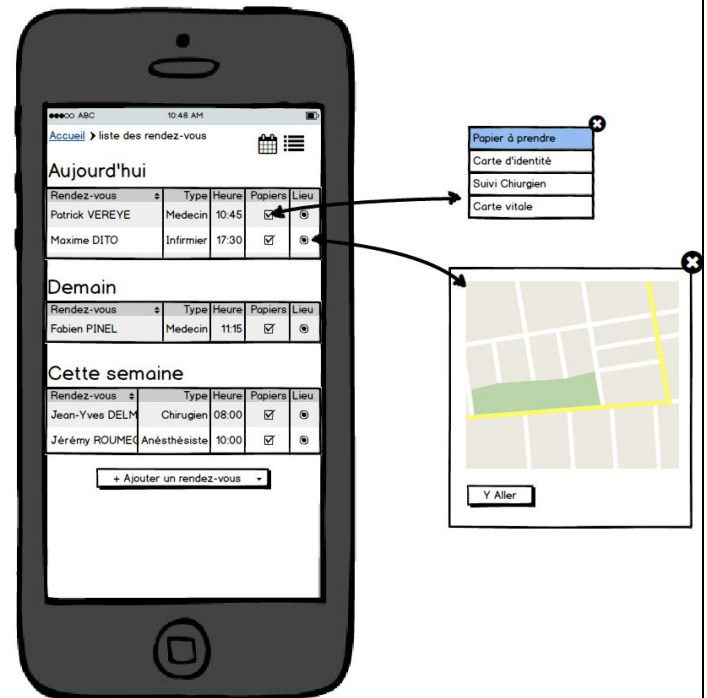 ABC 10:48 AM
Accueil > liste des rendez-vous
Aujourd'hui
Rendez-vous Type Heure Papiers Lieu
Patrick VEREYE Medecin 10:45
Maxime DITO Infirmier 17:30
Demain
Rendez-vous Type Heure Papiers Lieu
Fabien PINEL Medecin 11:15
Cette semaine
Rendez-vous Type Heure Papiers Lieu
Jean-Yves DELM Chirugien 08:00
Jérémy ROUMEG Anésthésiste 10:00
+ Ajouter un rendez-vous
Papier à prendre
Carte d'identité
Suivi Chiurgien
Carte vitale
Y Aller